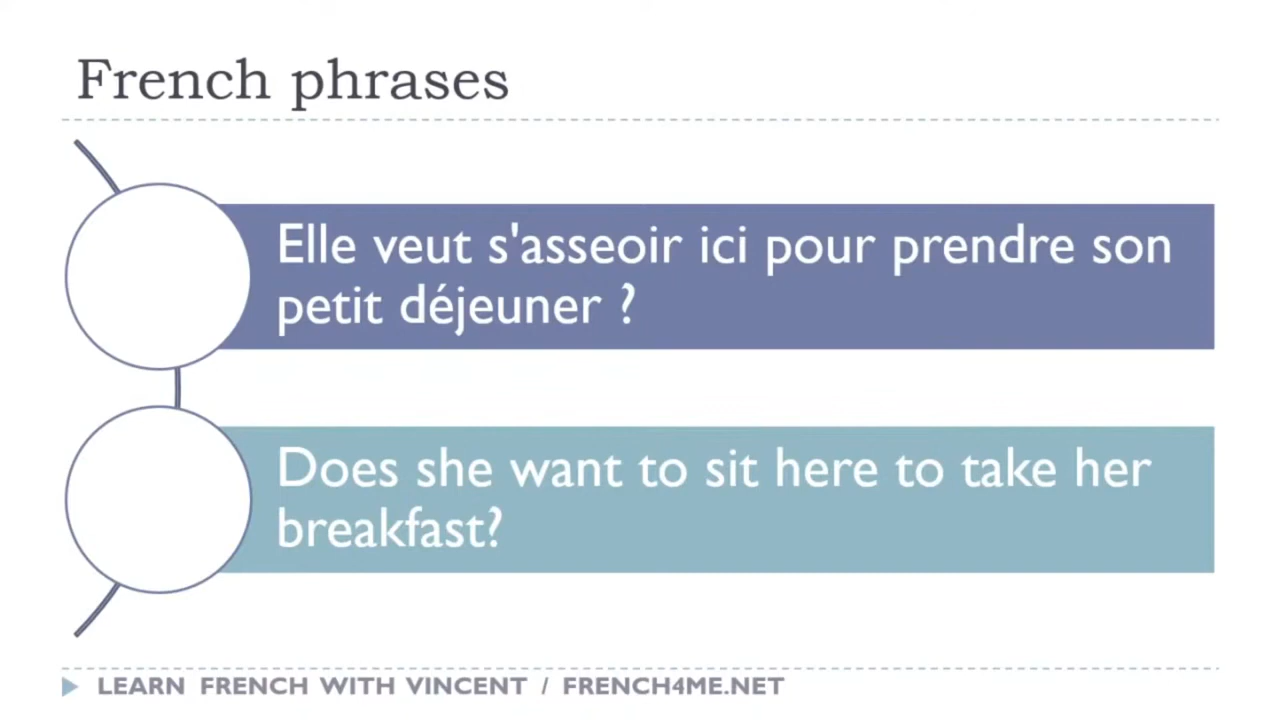 French phrases
Elle veut s'asseoir ici pour prendre son
petit déjeuner ?
Does she want to sit here to take her
breakfast?
LEARN FRENCH WITH VINCENT / FRENCH4ME.NET